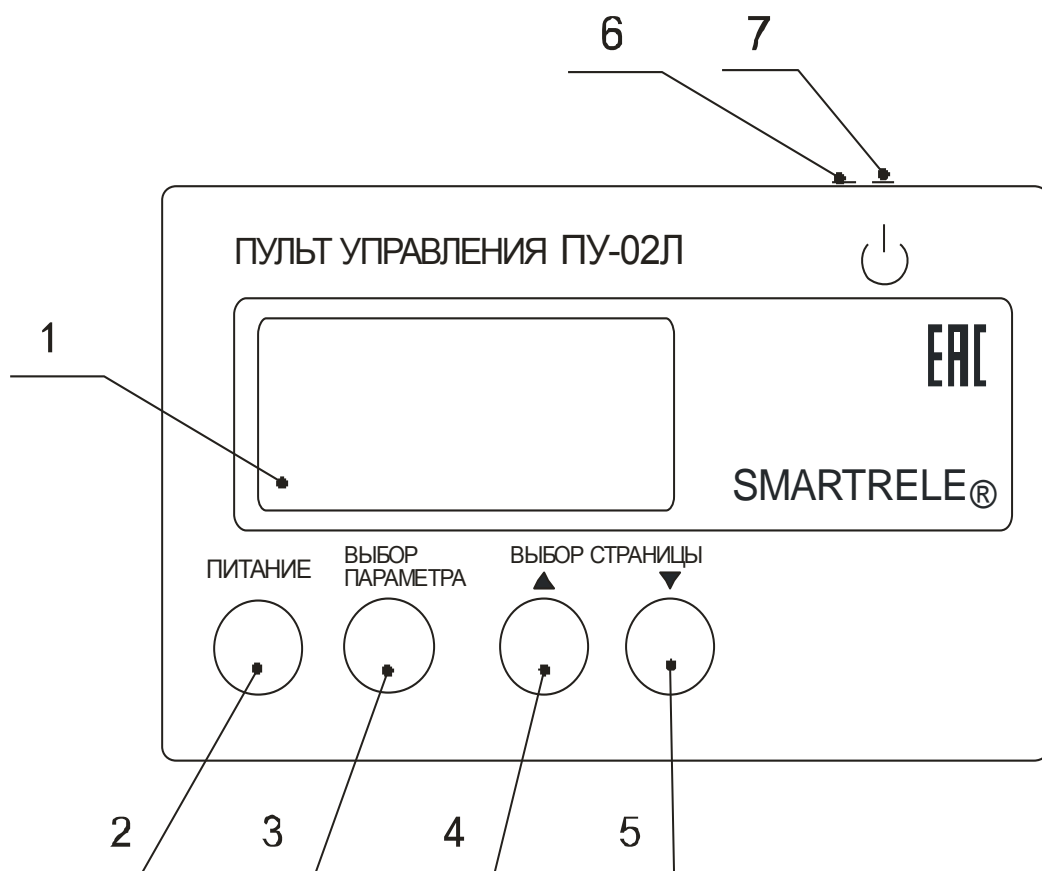 6 7
ПУЛЬТ УПРАВЛЕНИЯ ПУ-02Л
1
EAC
SMARTRELE®
ПИТАНИЕ
ВЫБОР
ПАРАМЕТРА
ВЫБОР СТРАНИЦЫ
▲ ▼
2 3 4 5